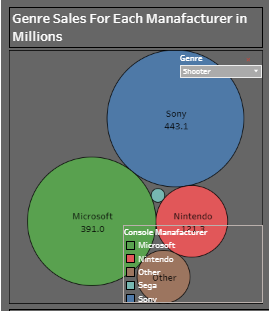 Genre Sales For Each Manafacturer in
Millions
Genre
Shooter
Sony
443.1
Microsoft
391.0
Nintendo
Console Manafacturer
Microsoft
Nintendo
Other
Sega
Sony
Other